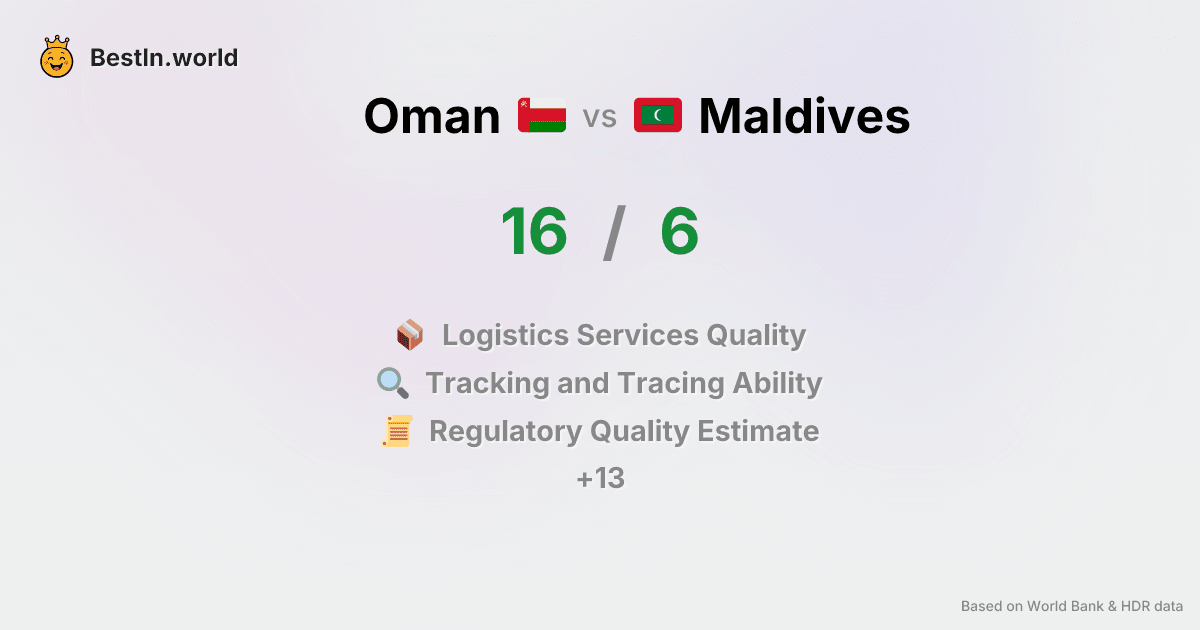 BestIn.world
Oman vs Maldives
16 / 6
Logistics Services Quality
Tracking and Tracing Ability
Regulatory Quality Estimate
+13
Based on World Bank & HDR data